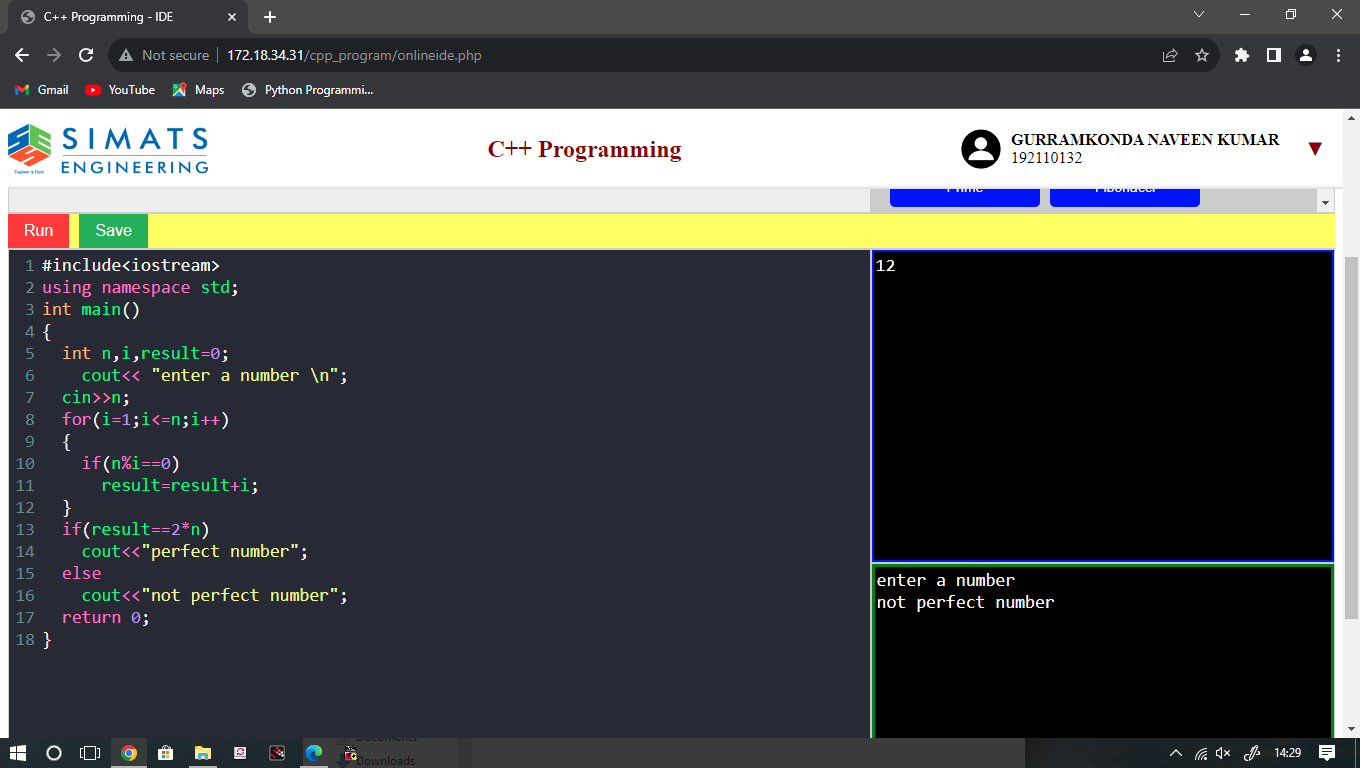 C++ Programming - IDE
Not secure
172.18.34.31/cpp_program/onlineide.php
Gmail
YouTube
Maps
Python Programmi...
SIMATS
ENGINEERING
C++ Programming
GURRAMKONDA NAVEEN KUMAR
192110132
Prime
Fibonacci
Run
Save
1 #include<iostream>
2 using namespace std;
3 int main()
4 {
5 int n,i,result=0;
6 cout<< "enter a number \n";
7 cin>>n;
8 for(i=1;i<=n;i++)
9 {
10 if(n%i==0)
11 result=result+i;
12 }
13 if(result==2*n)
14 cout<<"perfect number";
15 else
16 cout<<"not perfect number";
17 return 0;
18 }
12
enter a number
not perfect number
Documents
Downloads
14:29